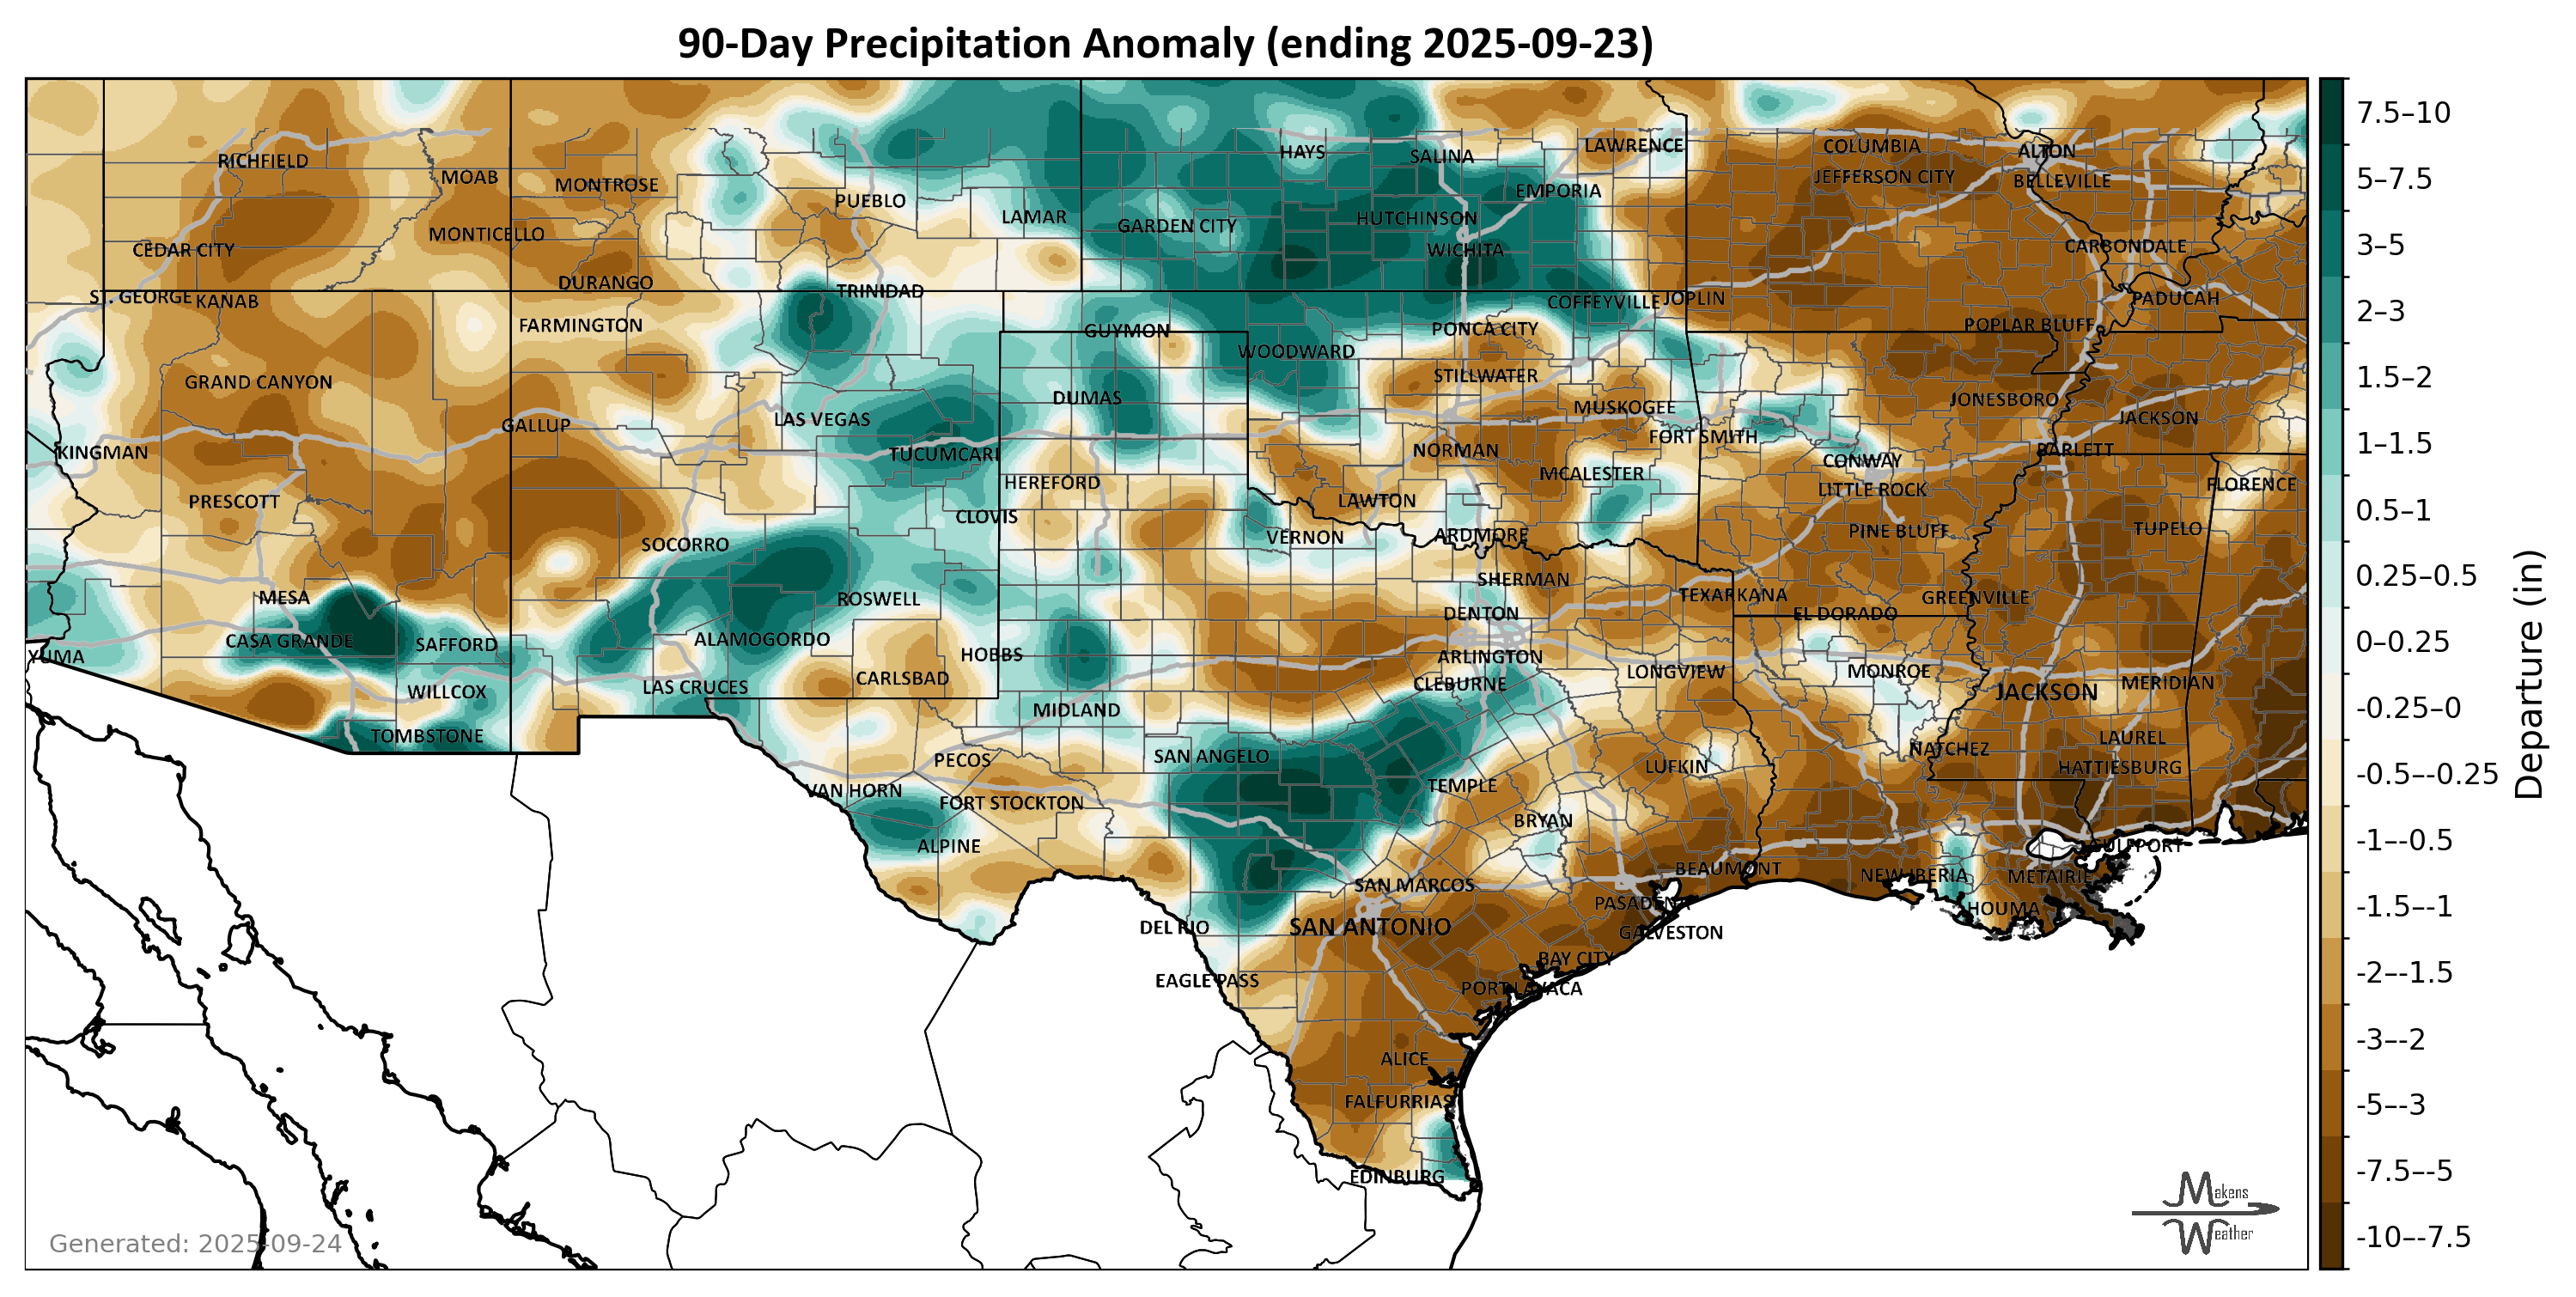 90-Day Precipitation Anomaly (ending 2025-09-23)
RICHFIELD
MOAB
MONTROSE
PUEBLO
LAMAR
HAYS
SALINA
LAWRENCE
COLUMBIA
ALTON
JEFFERSON CITY
BELLEVILLE
EMPORIA
GARDEN CITY
HUTCHINSON
MONTICELLO
CEDAR CITY
WICHITA
CARBONDALE
DURANGO
TRINIDAD
ST. GEORGE
KANAB
COFFEYVILLE
JOPLIN
PADUCAH
FARMINGTON
GUYMON
PONCA CITY
POPLAR BLUFF
WOODWARD
GRAND CANYON
STILLWATER
DUMAS
MUSKOGEE
JONESBORO
GALLUP
LAS VEGAS
JACKSON
FORT SMITH
KINGMAN
TUCUMCARI
NORMAN
BARLETT
CONWAY
HEREFORD
MCALESTER
FLORENCE
PRESCOTT
LAWTON
LITTLE ROCK
CLOVIS
VERNON
ARDMORE
PINE BLUFF
TUPELO
SOCORRO
SHERMAN
MESA
ROSWELL
TEXARKANA
GREENVILLE
DENTON
EL DORADO
CASA GRANDE
SAFFORD
ALAMOGORDO
YUMA
HOBBS
ARLINGTON
LONGVIEW
MONROE
CARLSBAD
CLEBURNE
MERIDIAN
WILLCOX
LAS CRUCES
JACKSON
MIDLAND
TOMBSTONE
LAUREL
NATCHEZ
SAN ANGELO
PECOS
LUFKIN
HATTIESBURG
VAN HORN
FORT STOCKTON
TEMPLE
BRYAN
ALPINE
GULFPORT
BEAUMONT
NEW IBERIA
METAIRIE
SAN MARCOS
PASADENA
HOUMA
DEL RIO
SAN ANTONIO
GALVESTON
BAY CITY
EAGLE PASS
PORT LAVACA
ALICE
FALFURRIAS
EDINBURG
Generated: 2025-09-24
Makens
Weather
7.5–10
5–7.5
3–5
2–3
1.5–2
1–1.5
0.5–1
0.25–0.5
0–0.25
-0.25–0
-0.5–-0.25
-1–-0.5
-1.5–-1
-2–-1.5
-3–-2
-5–-3
-7.5–-5
-10–-7.5
Departure (in)